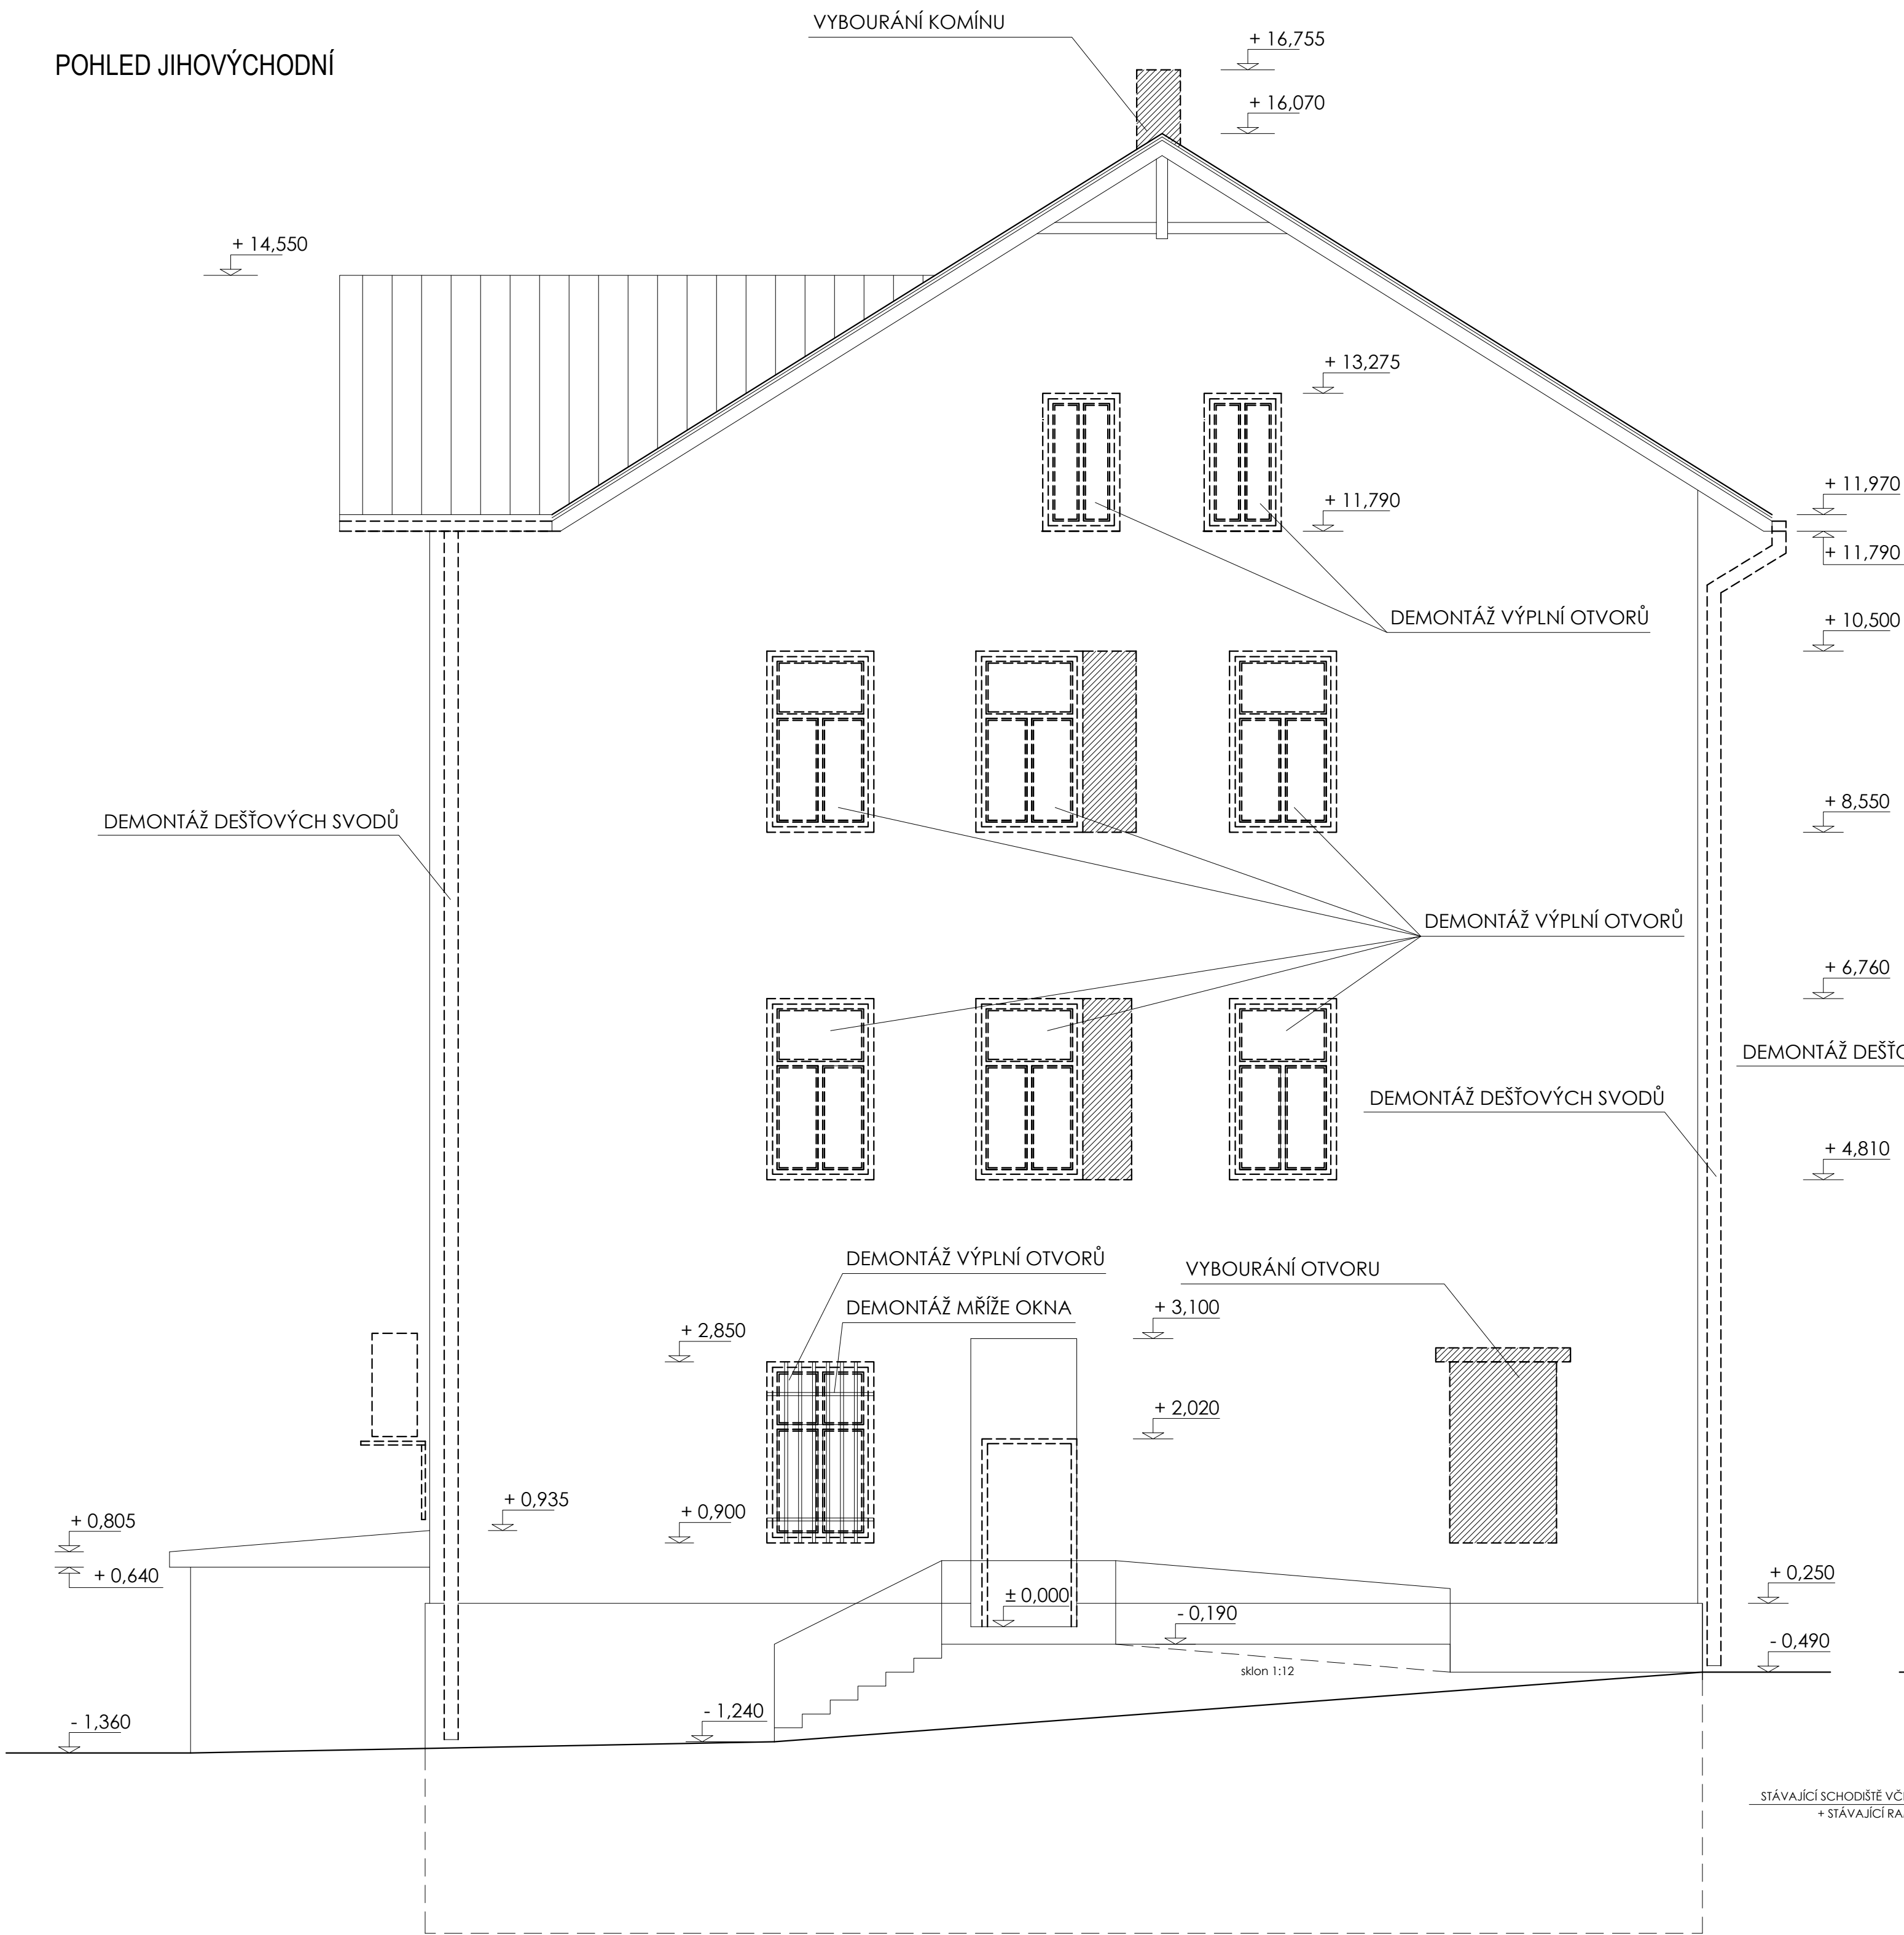 VYBOURÁNÍ KOMÍNU
+ 16,755
POHLED JIHOVÝCHODNÍ
+ 16,070
+ 14,550
+ 13,275
+ 11,970
+ 11,790
+ 11,790
DEMONTÁŽ VÝPLNÍ OTVORŮ
+ 10,500
+ 8,550
DEMONTÁŽ DEŠŤOVÝCH SVODŮ
DEMONTÁŽ VÝPLNÍ OTVORŮ
+ 6,760
DEMONTÁŽ
DEMONTÁŽ DEŠŤOVÝCH SVODŮ
+ 4,810
DEMONTÁŽ VÝPLNÍ OTVORŮ
VYBOURÁNÍ OTVORU
DEMONTÁŽ MŘÍŽE OKNA
+ 3,100
+ 2,850
+ 2,020
+ 0,935
+ 0,900
+ 0,805
+ 0,640
± 0,000
+ 0,250
- 0,190
- 0,490
sklon 1:12
- 1,240
- 1,360
STÁVAJÍCÍ SCHODIŠTĚ
+ STÁVAJÍCÍ